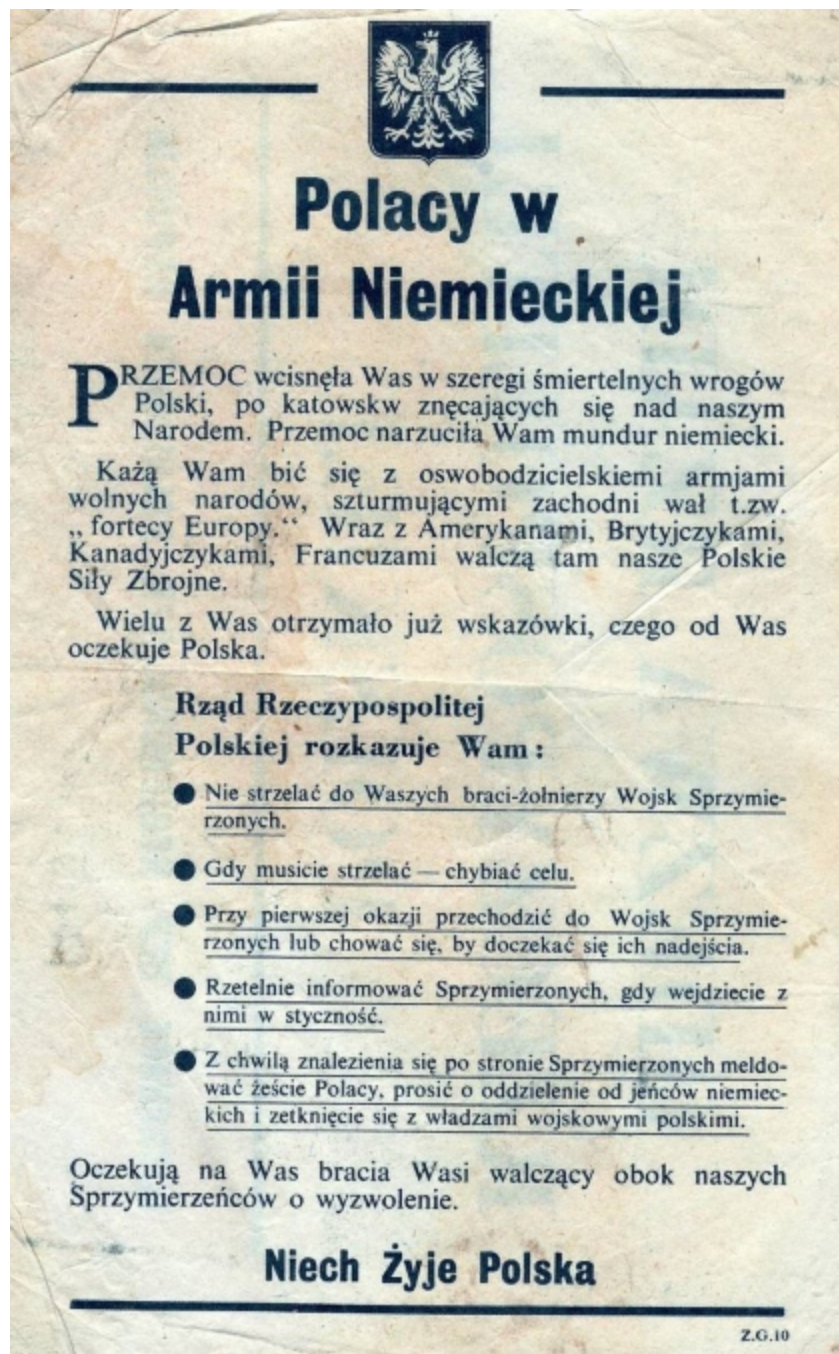 Polacy w
Armii Niemieckiej
PRZEMOC wcisnęła Was w szeregi śmiertelnych wrogów
Polski, po katowskw znęcających się nad naszym
Narodem. Przemoc narzuciła Wam mundur niemiecki.
Każą Wam bić się z oswobodzicielskiemi armjami
wolnych narodów, szturmującymi zachodni wał t.zw.
„ fortecy Europy.“ Wraz z Amerykanami, Brytyjczykami,
Kanadyjczykami, Francuzami walczą tam nasze Polskie
Siły Zbrojne.
Wielu z Was otrzymało już wskazówki, czego od Was
oczekuje Polska.
Rząd Rzeczypospolitej
Polskiej rozkazuje Wam :
● Nie strzelać do Waszych braci-żołnierzy Wojsk Sprzymie-
rzonych.
● Gdy musicie strzelać — chybiać celu.
● Przy pierwszej okazji przechodzić do Wojsk Sprzymie-
rzonych lub chować się, by doczekać się ich nadejścia.
● Rzetelnie informować Sprzymierzonych, gdy wejdziecie z
nimi w styczność.
● Z chwilą znalezienia się po stronie Sprzymierzonych meldo-
wać żeście Polacy, prosić o oddzielenie od jeńców niemiec-
kich i zetknięcie się z władzami wojskowymi polskimi.
Oczekują na Was bracia Wasi walczący obok naszych
Sprzymierzeńców o wyzwolenie.
Niech Żyje Polska
Z.G.10